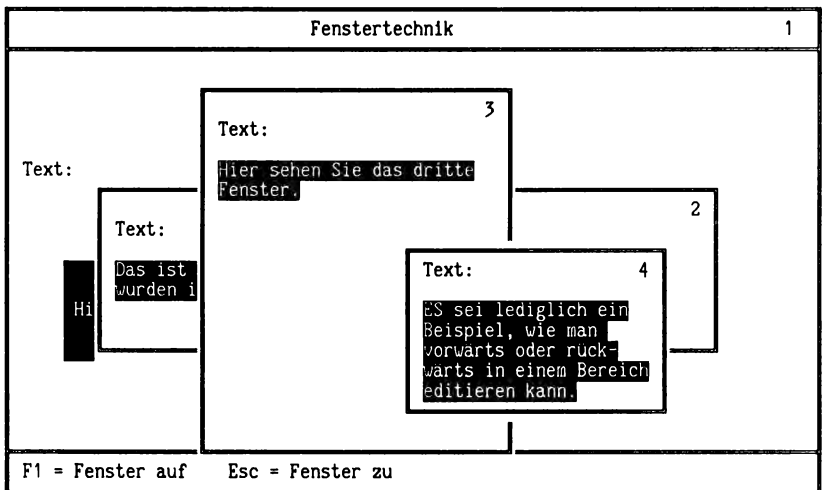 Fenstertechnik 1
3
Text:
Hier sehen Sie das dritte
Fenster.
Text:
2
Text:
Das ist
wurden i
Hi
Text: 4
ES sei lediglich ein
Beispiel, wie man
vorwärts oder rück-
wärts in einem Bereich
editieren kann.
F1 = Fenster auf Esc = Fenster zu